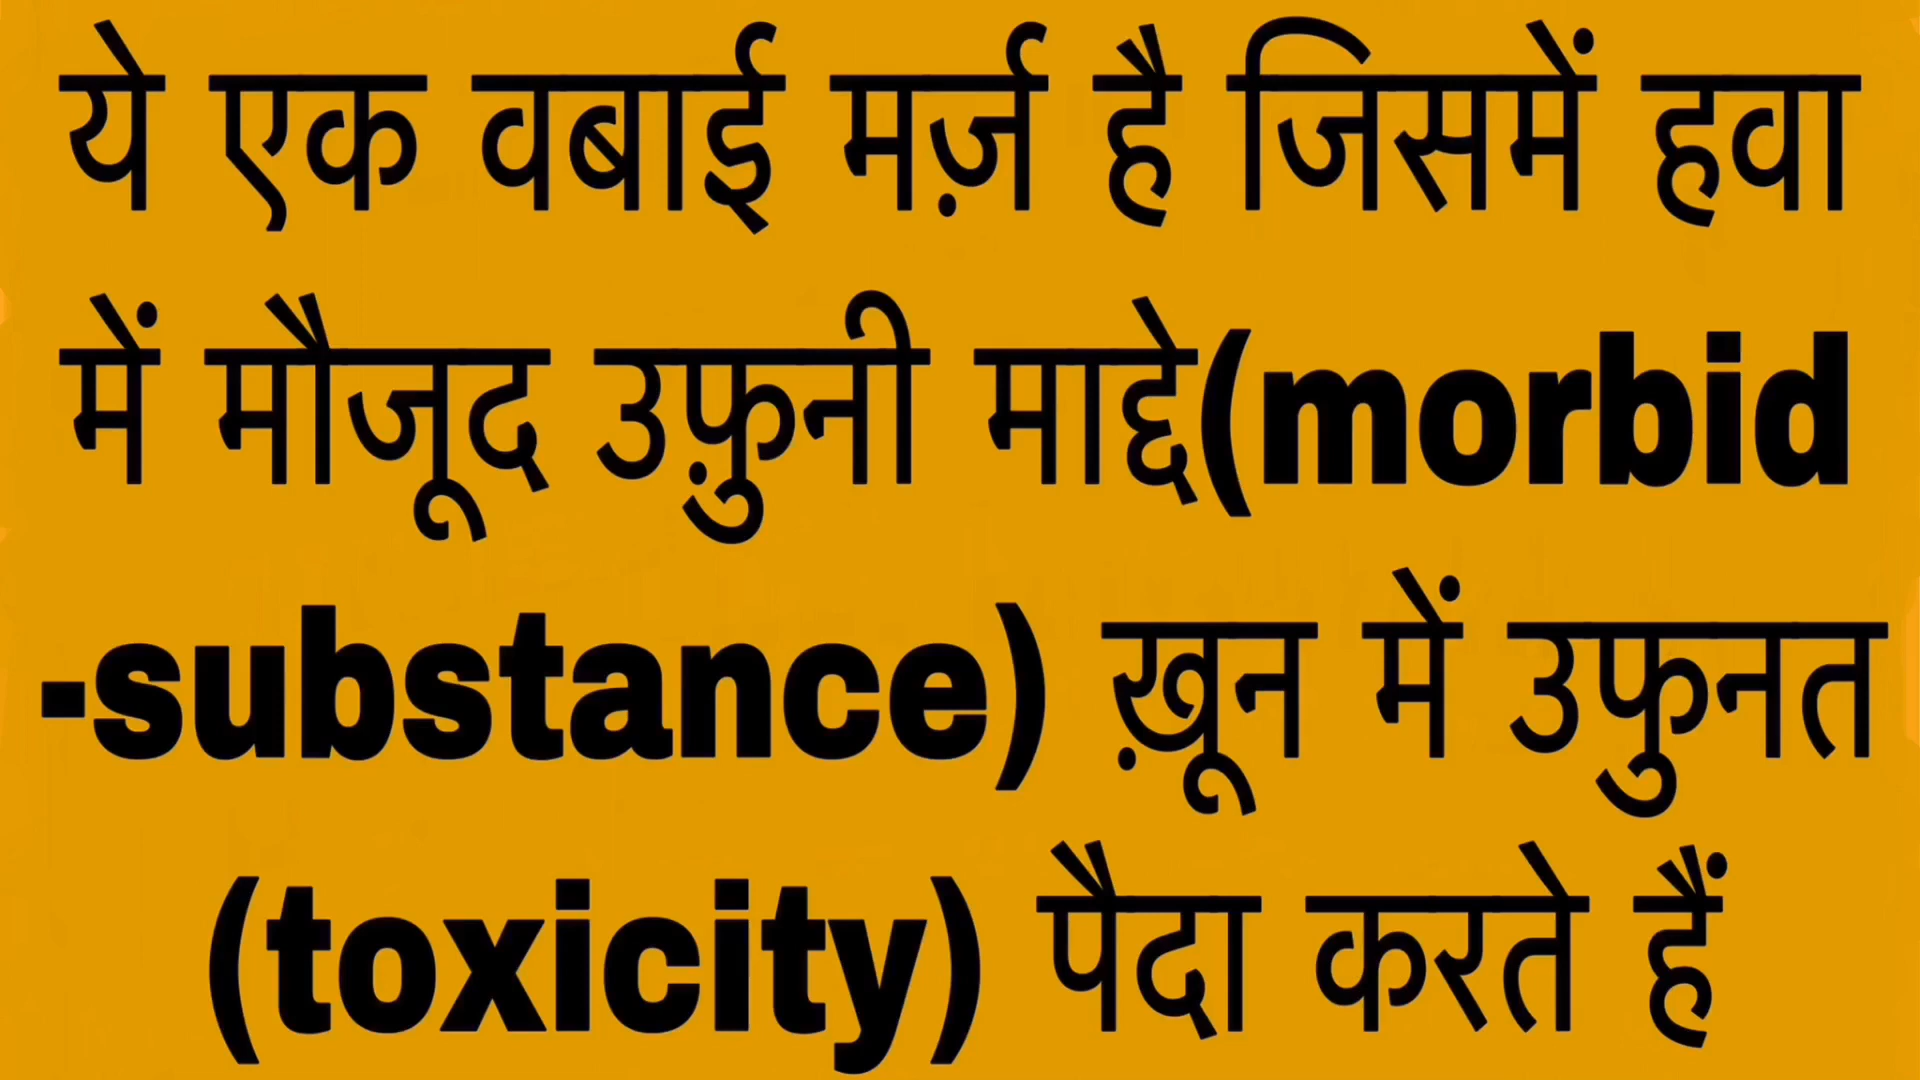 ये एक वबाई मर्ज़ है जिसमें हवा
में मौजूद उफ़ुनी माद्दे(morbid
-substance) ख़ून में उफुनत
(toxicity) पैदा करते हैं